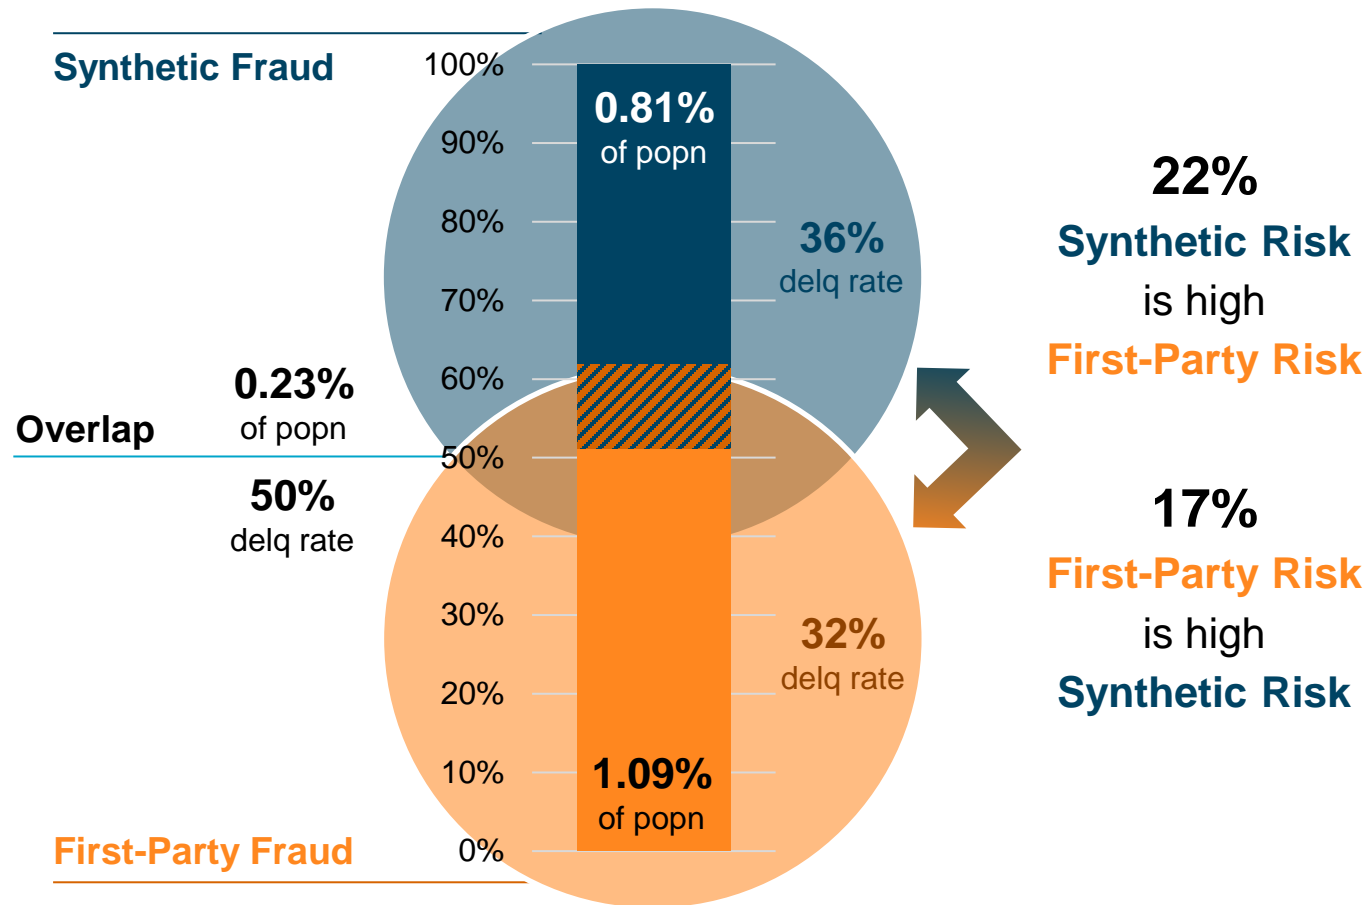 Synthetic Fraud
100%
90%
80%
70%
60%
50%
40%
30%
20%
10%
0%
0.81%
of popn
36%
delq rate
0.23%
of popn
Overlap
50%
delq rate
32%
delq rate
1.09%
of popn
First-Party Fraud
22%
Synthetic Risk
is high
First-Party Risk
17%
First-Party Risk
is high
Synthetic Risk